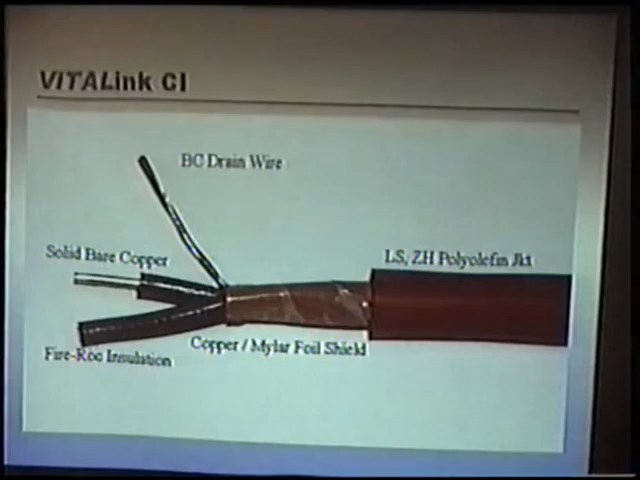 VITALink CI
BC Drain Wire
Solid Bare Copper
LS, ZH Polyolefin Jkt
Copper / Mylar Foil Shield
Fire-Roc Insulation